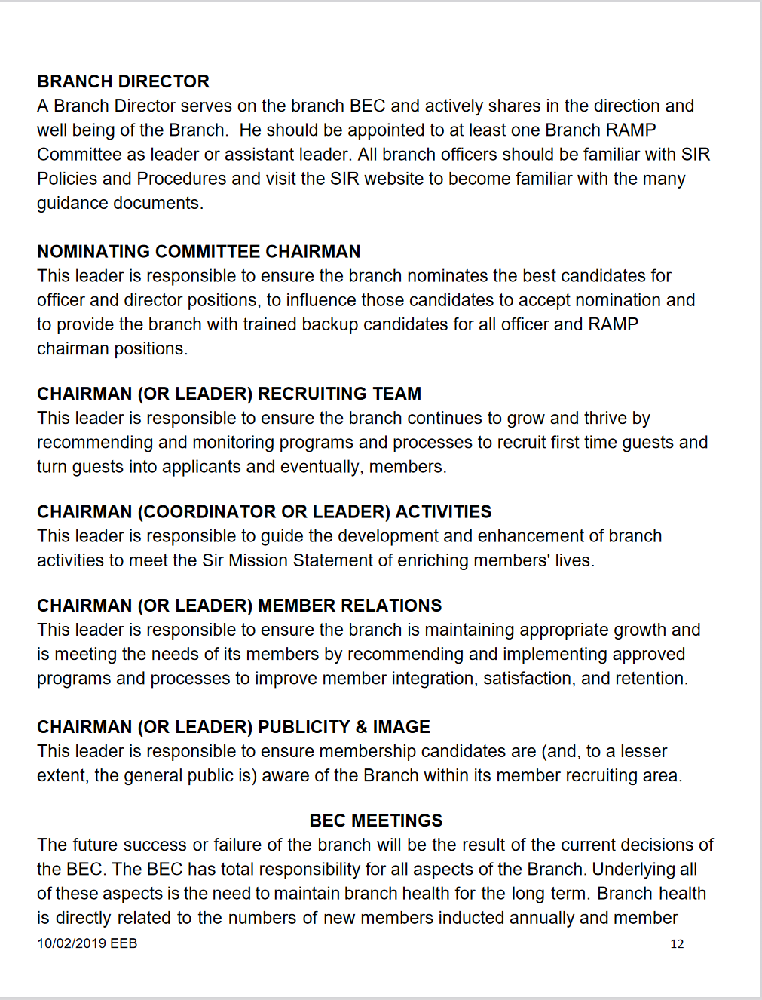 BRANCH DIRECTOR
A Branch Director serves on the branch BEC and actively shares in the direction and
well being of the Branch.  He should be appointed to at least one Branch RAMP
Committee as leader or assistant leader. All branch officers should be familiar with SIR
Policies and Procedures and visit the SIR website to become familiar with the many
guidance documents.
NOMINATING COMMITTEE CHAIRMAN
This leader is responsible to ensure the branch nominates the best candidates for
officer and director positions, to influence those candidates to accept nomination and
to provide the branch with trained backup candidates for all officer and RAMP
chairman positions.
CHAIRMAN (OR LEADER) RECRUITING TEAM
This leader is responsible to ensure the branch continues to grow and thrive by
recommending and monitoring programs and processes to recruit first time guests and
turn guests into applicants and eventually, members.
CHAIRMAN (COORDINATOR OR LEADER) ACTIVITIES
This leader is responsible to guide the development and enhancement of branch
activities to meet the Sir Mission Statement of enriching members' lives.
CHAIRMAN (OR LEADER) MEMBER RELATIONS
This leader is responsible to ensure the branch is maintaining appropriate growth and
is meeting the needs of its members by recommending and implementing approved
programs and processes to improve member integration, satisfaction, and retention.
CHAIRMAN (OR LEADER) PUBLICITY & IMAGE
This leader is responsible to ensure membership candidates are (and, to a lesser
extent, the general public is) aware of the Branch within its member recruiting area.
BEC MEETINGS
The future success or failure of the branch will be the result of the current decisions of
the BEC. The BEC has total responsibility for all aspects of the Branch. Underlying all
of these aspects is the need to maintain branch health for the long term. Branch health
is directly related to the numbers of new members inducted annually and member
10/02/2019 EEB 12